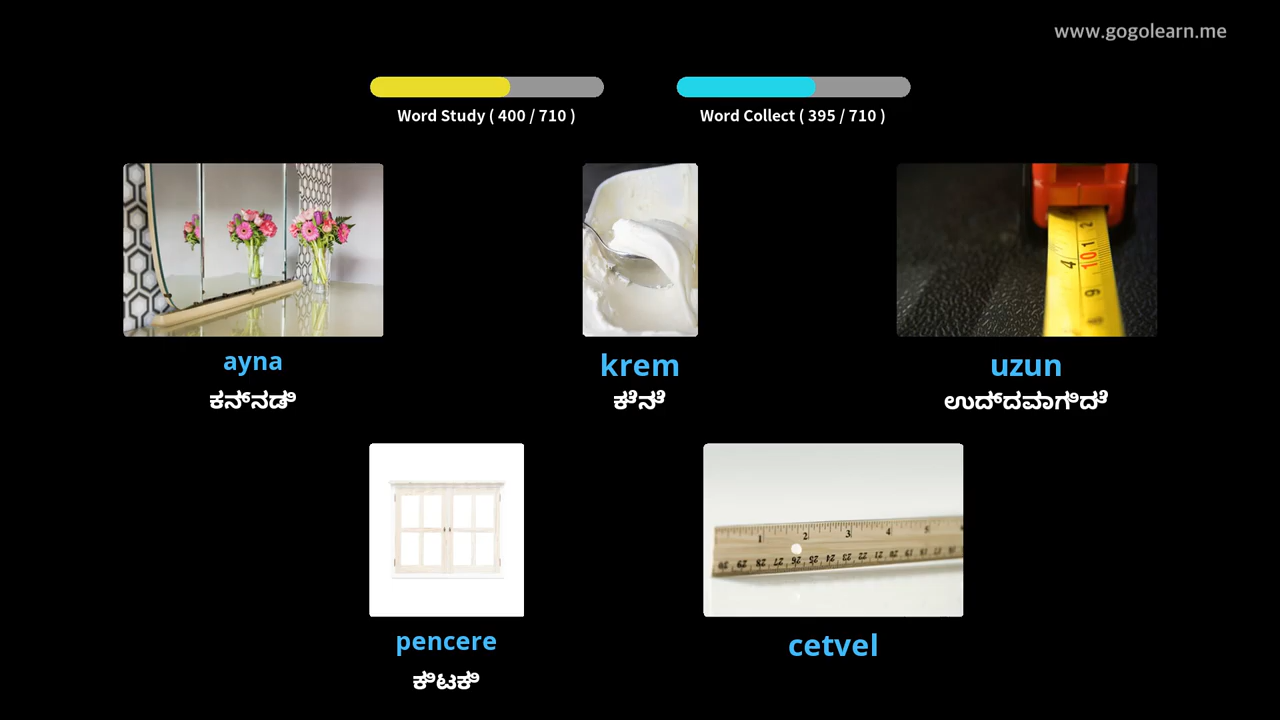 www.gogolearn.me
Word Study ( 400 / 710 )
Word Collect ( 395 / 710 )
ayna
ಕನ್ನಡಿ
krem
ಕೆನೆ
uzun
ಉದ್ದವಾಗಿದೆ
pencere
ಕಿಟಕಿ
cetvel